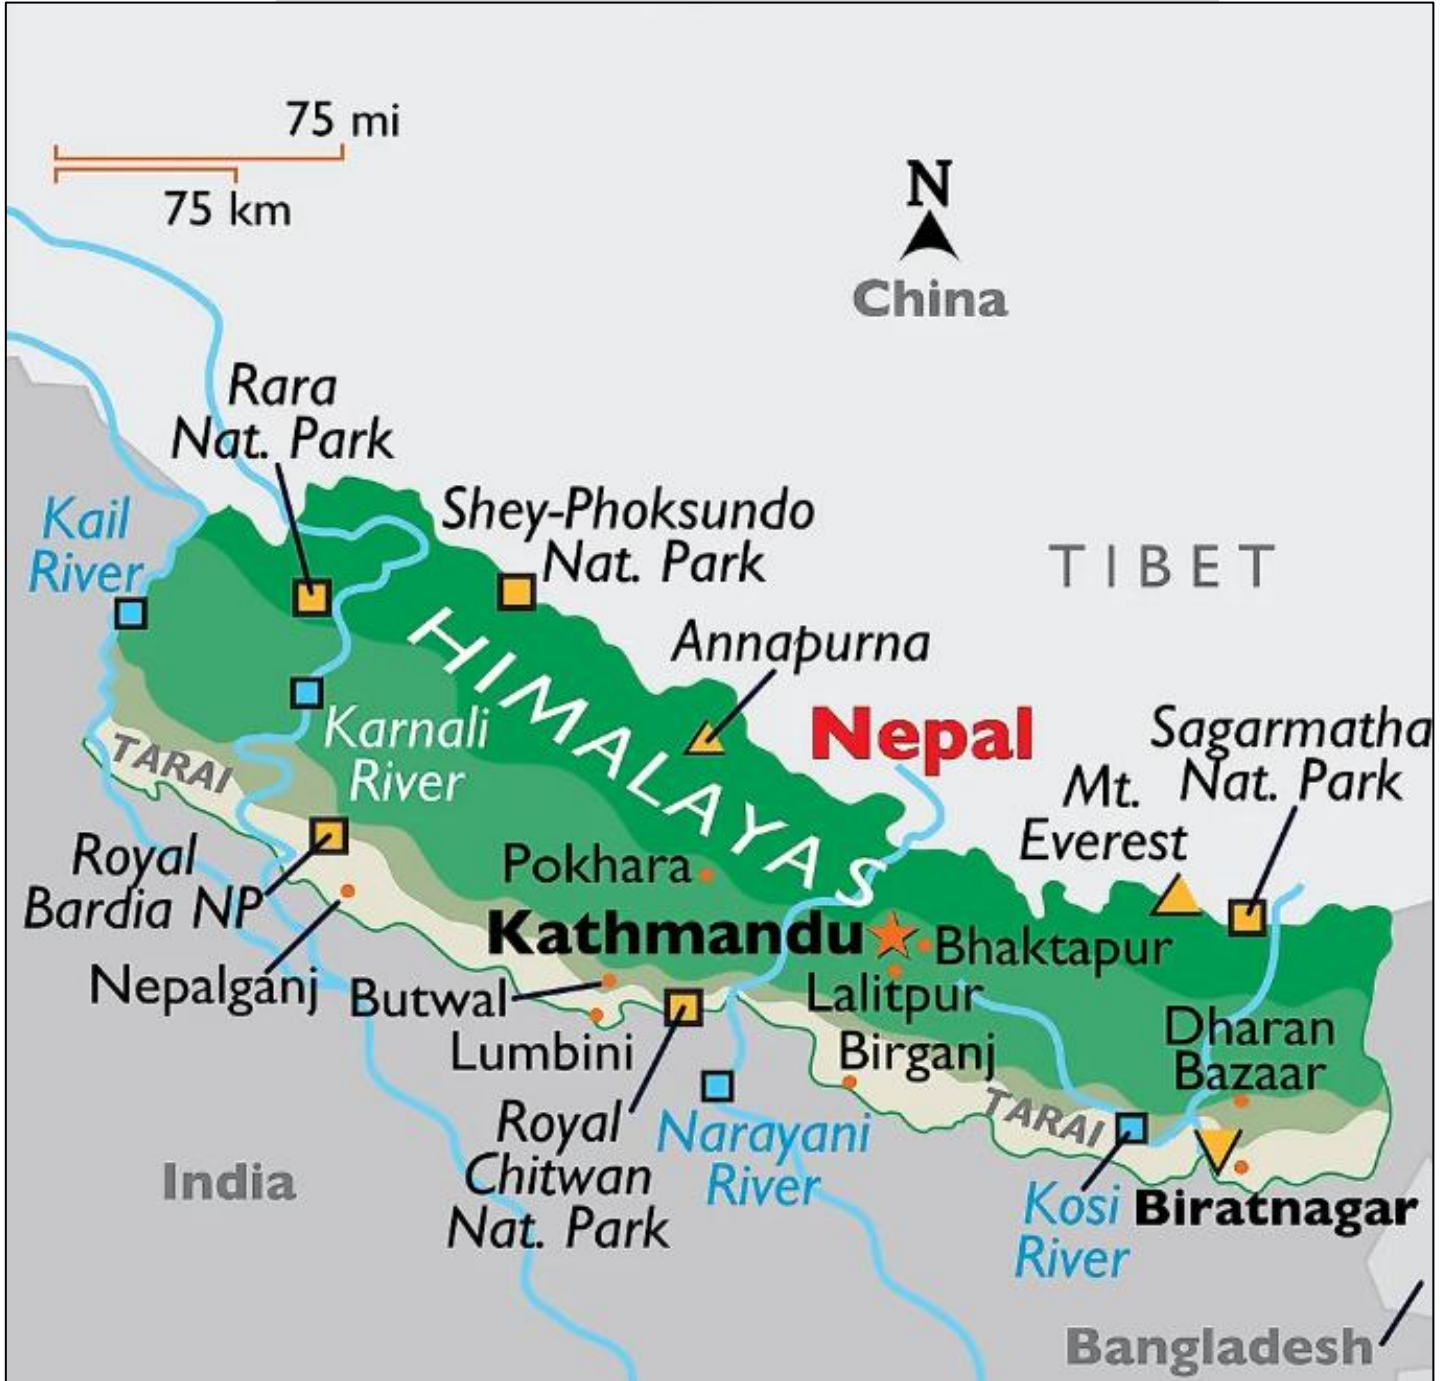 75 mi
75 km
N
China
Rara
Nat. Park
Kail
River
Shey-Phoksundo
Nat. Park
TIBET
HIMALAYAS
Annapurna
Nepal
Sagarmatha
Nat. Park
Mt.
Everest
Karnali
River
TARAI
Royal
Bardia NP
Pokhara
Kathmandu
Bhaktapur
Nepalganj
Butwal
Lalitpur
Lumbini
Birganj
Dharan
Bazaar
TARAI
Royal
Chitwan
Nat. Park
Narayani
River
India
Kosi
River
Biratnagar
Bangladesh